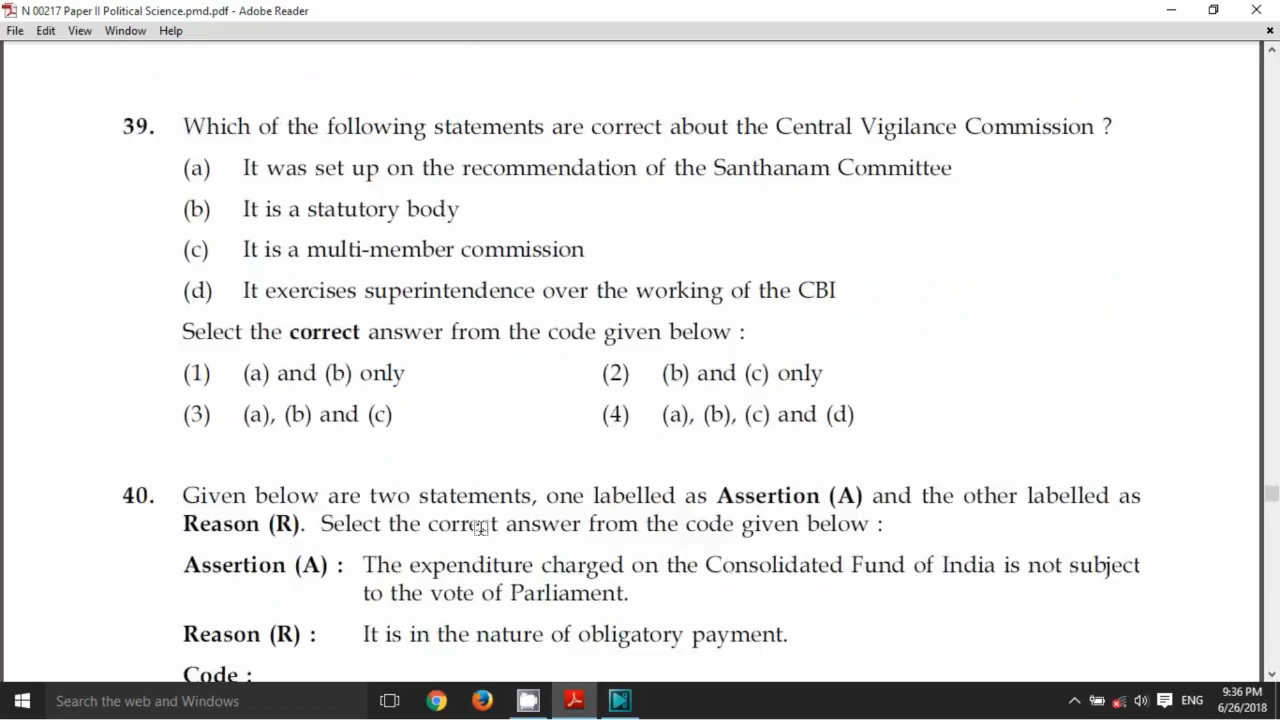 N 00217 Paper II Political Science.pmd.pdf - Adobe Reader
File Edit View Window Help
39. Which of the following statements are correct about the Central Vigilance Commission ?
(a) It was set up on the recommendation of the Santhanam Committee
(b) It is a statutory body
(c) It is a multi-member commission
(d) It exercises superintendence over the working of the CBI
Select the correct answer from the code given below :
(1) (a) and (b) only (2) (b) and (c) only
(3) (a), (b) and (c) (4) (a), (b), (c) and (d)
40. Given below are two statements, one labelled as Assertion (A) and the other labelled as
Reason (R). Select the correct answer from the code given below :
Assertion (A) : The expenditure charged on the Consolidated Fund of India is not subject
to the vote of Parliament.
Reason (R) : It is in the nature of obligatory payment.
Code :
Search the web and Windows
ENG
9:36 PM
6/26/2018